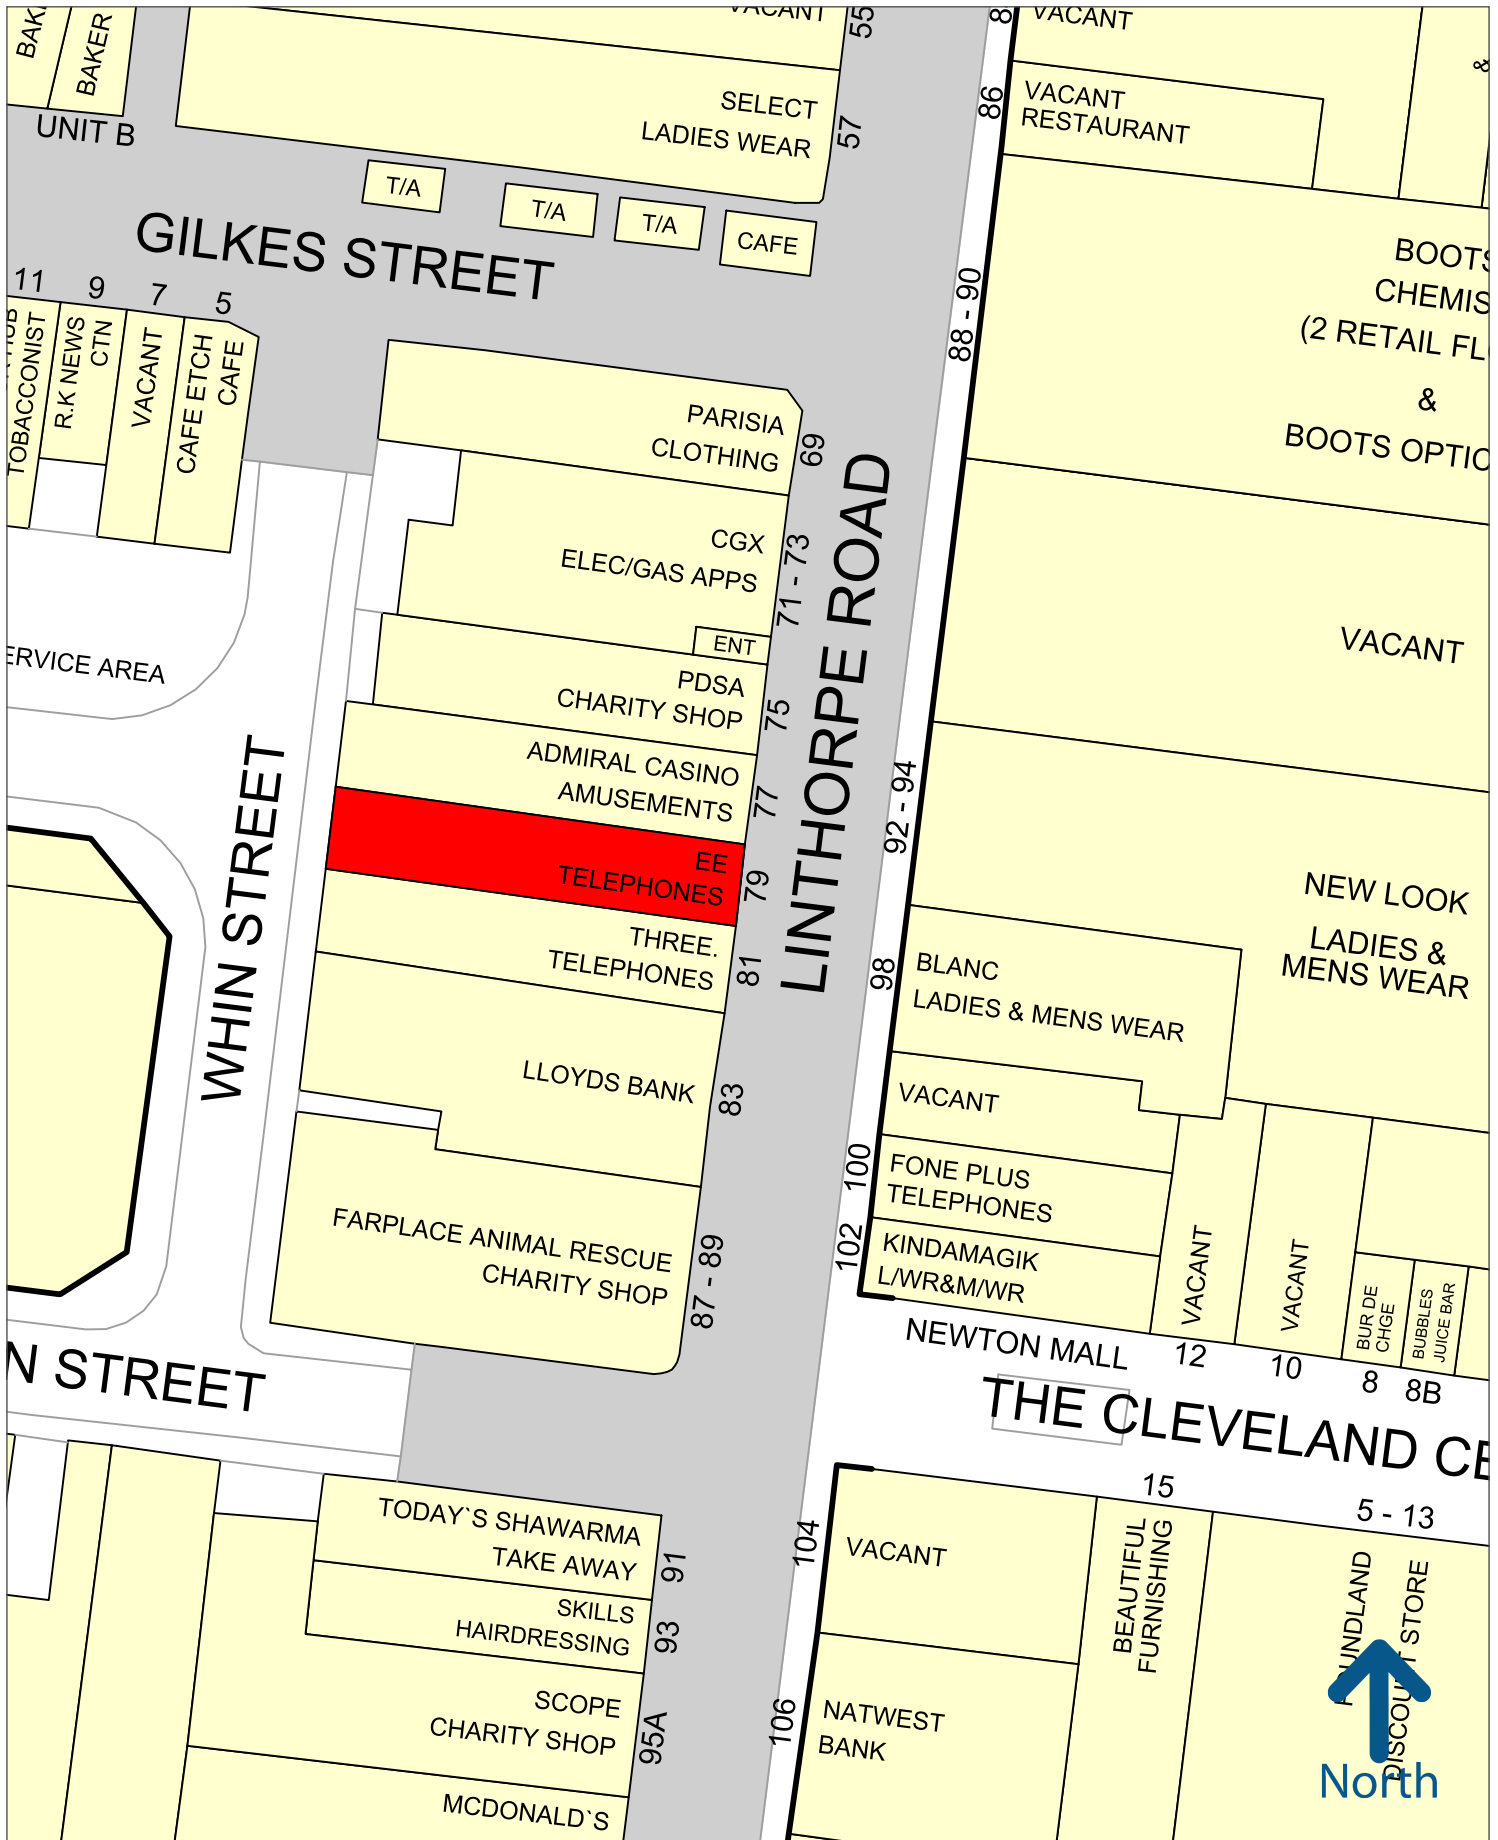 BAKER
VACANT
55
8
VACANT
&
SELECT
LADIES WEAR
57
86
VACANT
RESTAURANT
UNIT B
T/A
T/A
T/A
CAFE
GILKES STREET
88 - 90
BOOTS
CHEMIS
(2 RETAIL FL
&
BOOTS OPTIC
11
9
7
5
TOBACCONIST
R.K NEWS
CTN
VACANT
CAFE ETCH
CAFE
PARISIA
CLOTHING
69
CGX
ELEC/GAS APPS
71 - 73
ENT
LINTHORPE ROAD
VACANT
ERVICE AREA
PDSA
CHARITY SHOP
75
ADMIRAL CASINO
AMUSEMENTS
77
92 - 94
WHIN STREET
EE
TELEPHONES
79
NEW LOOK
LADIES &
MENS WEAR
THREE.
TELEPHONES
81
98
BLANC
LADIES & MENS WEAR
LLOYDS BANK
83
VACANT
100
FONE PLUS
TELEPHONES
FARPLACE ANIMAL RESCUE
CHARITY SHOP
87 - 89
102
KINDAMAGIK
L/WR&M/WR
VACANT
VACANT
BUR DE
CHGE
BUBBLES
JUICE BAR
NEWTON MALL
12
10
8
8B
N STREET
THE CLEVELAND CE
15
5 - 13
TODAY`S SHAWARMA
TAKE AWAY
91
104
VACANT
BEAUTIFUL
FURNISHING
POUNDLAND
DISCOUNT STORE
SKILLS
HAIRDRESSING
93
SCOPE
CHARITY SHOP
95A
106
NATWEST
BANK
MCDONALD`S
North